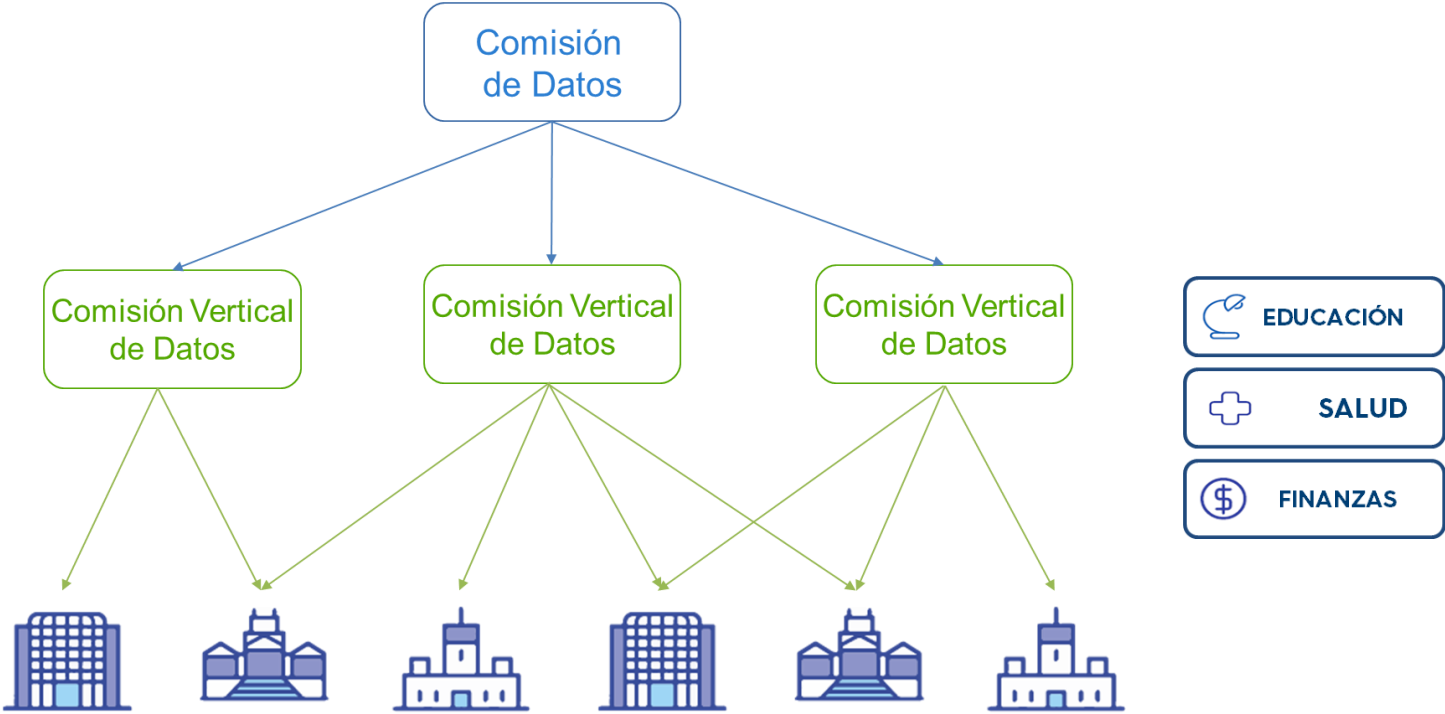 Comisión
de Datos
Comisión Vertical
de Datos
Comisión Vertical
de Datos
Comisión Vertical
de Datos
EDUCACIÓN
SALUD
FINANZAS